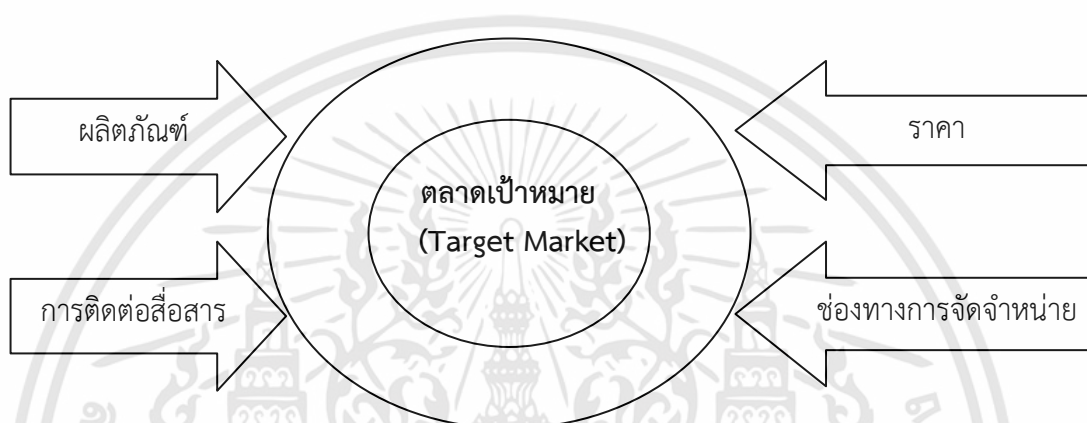 ผลิตภัณฑ์
ราคา
ตลาดเป้าหมาย
(Target Market)
การติดต่อสื่อสาร
ช่องทางการจัดจำหน่าย